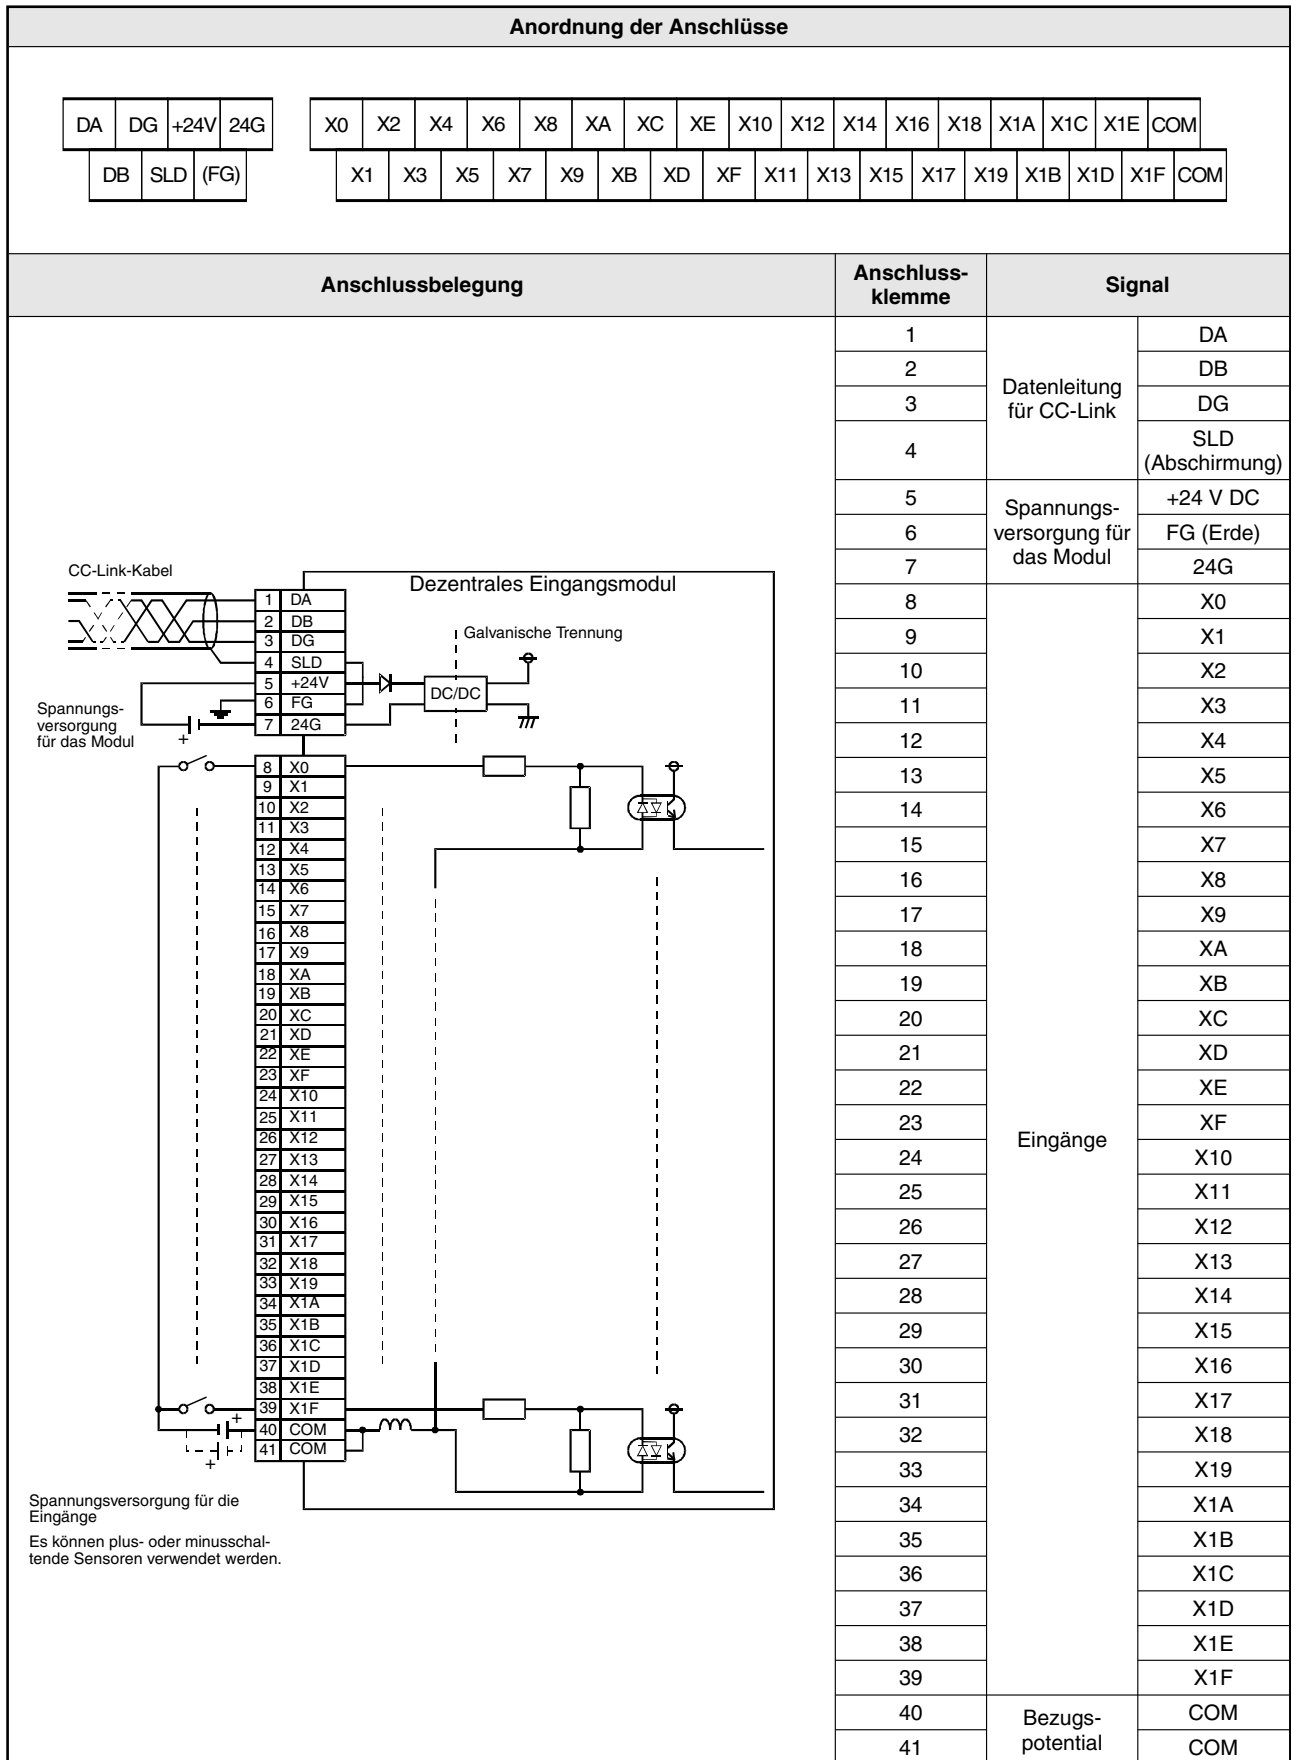 Anordnung der Anschlüsse
DA DG +24V 24G X0 X2 X4 X6 X8 XA XC XE X10 X12 X14 X16 X18 X1A X1C X1E COM
DB SLD (FG) X1 X3 X5 X7 X9 XB XD XF X11 X13 X15 X17 X19 X1B X1D X1F COM
Anschlussbelegung
Anschluss-
klemme
Signal
CC-Link-Kabel
Dezentrales Eingangsmodul
Galvanische Trennung
DC/DC
Spannungs-
versorgung
für das Modul
+
1 DA
2 DB
3 DG
4 SLD
5 +24V
6 FG
7 24G
8 X0
9 X1
10 X2
11 X3
12 X4
13 X5
14 X6
15 X7
16 X8
17 X9
18 XA
19 XB
20 XC
21 XD
22 XE
23 XF
24 X10
25 X11
26 X12
27 X13
28 X14
29 X15
30 X16
31 X17
32 X18
33 X19
34 X1A
35 X1B
36 X1C
37 X1D
38 X1E
39 X1F
40 COM
41 COM
+
+
Spannungsversorgung für die
Eingänge
Es können plus- oder minusschal-
tende Sensoren verwendet werden.
Datenleitung
für CC-Link
1 DA
2 DB
3 DG
4 SLD
(Abschirmung)
Spannungs-
versorgung für
das Modul
5 +24 V DC
6 FG (Erde)
7 24G
Eingänge
8 X0
9 X1
10 X2
11 X3
12 X4
13 X5
14 X6
15 X7
16 X8
17 X9
18 XA
19 XB
20 XC
21 XD
22 XE
23 XF
24 X10
25 X11
26 X12
27 X13
28 X14
29 X15
30 X16
31 X17
32 X18
33 X19
34 X1A
35 X1B
36 X1C
37 X1D
38 X1E
39 X1F
Bezugs-
potential
40 COM
41 COM